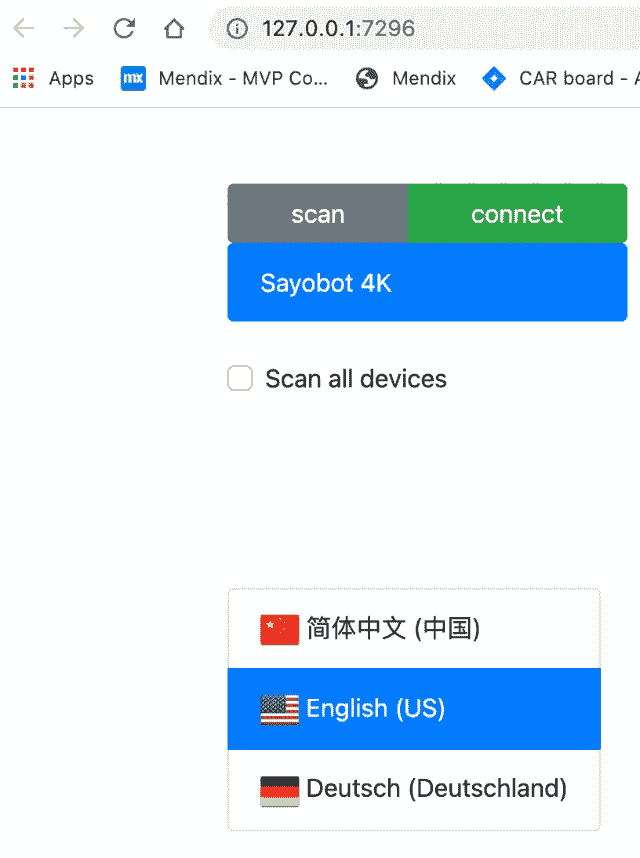 127.0.0.1:7296
Apps mx Mendix - MVP Co... Mendix CAR board - A
scan connect
Sayobot 4K
Scan all devices
简体中文 (中国)
English (US)
Deutsch (Deutschland)